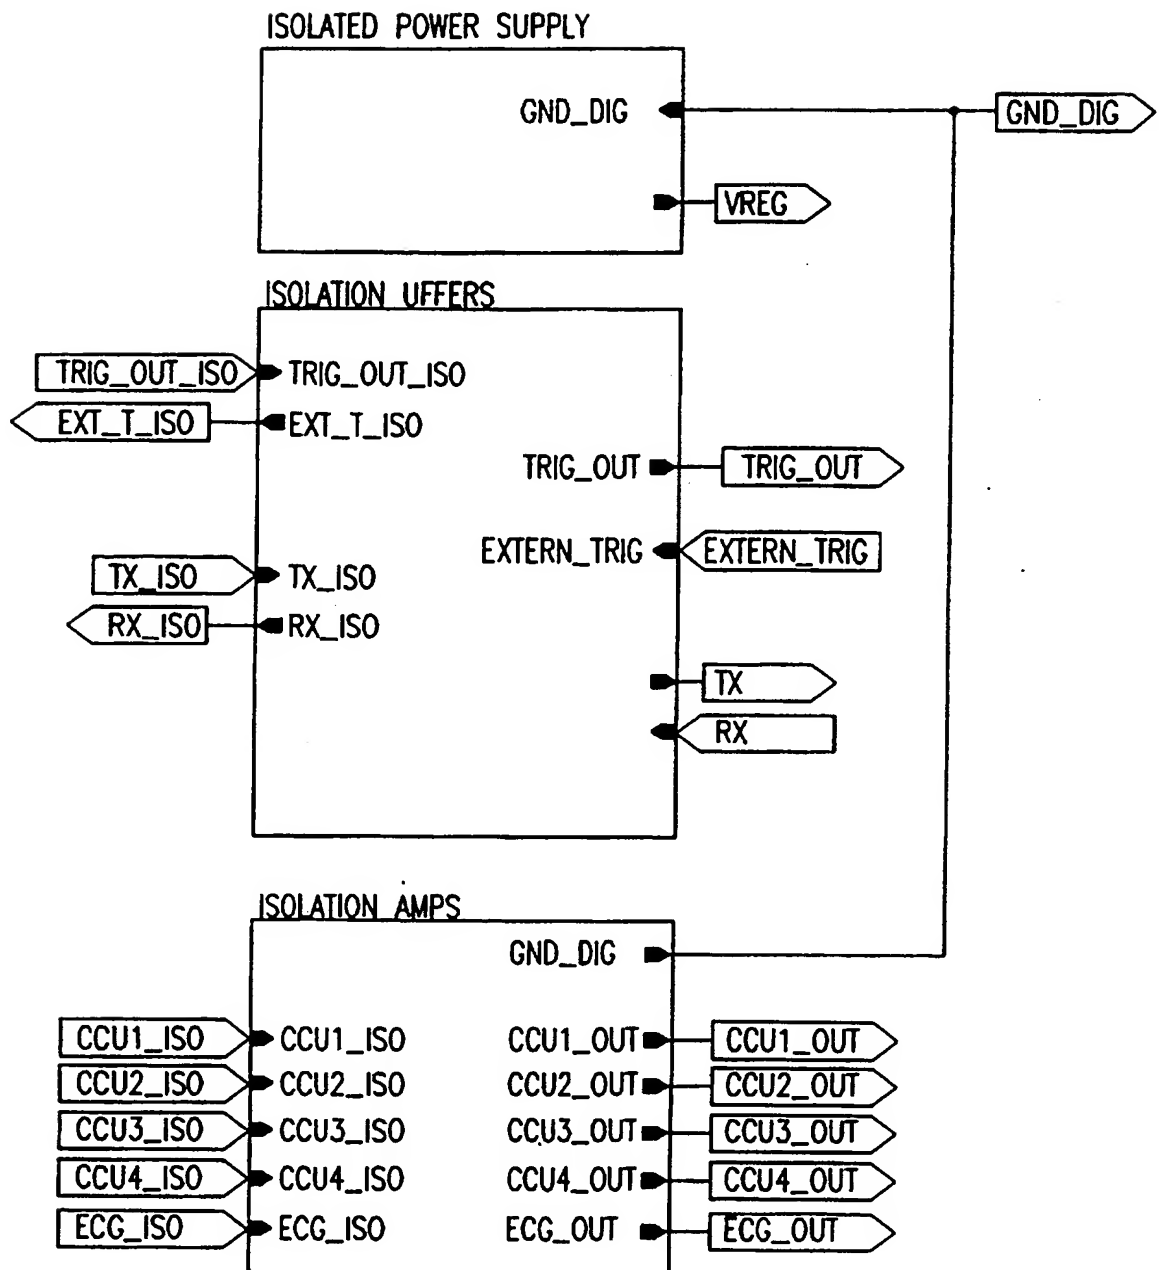 ISOLATED POWER SUPPLY
GND_DIG
GND_DIG
VREG
ISOLATION UFFERS
TRIG_OUT_ISO
TRIG_OUT_ISO
EXT_T_ISO
EXT_T_ISO
TRIG_OUT
TRIG_OUT
EXTERN_TRIG
EXTERN_TRIG
TX_ISO
TX_ISO
RX_ISO
RX_ISO
TX
RX
ISOLATION AMPS
GND_DIG
CCU1_ISO
CCU1_ISO
CCU1_OUT
CCU1_OUT
CCU2_ISO
CCU2_ISO
CCU2_OUT
CCU2_OUT
CCU3_ISO
CCU3_ISO
CCU3_OUT
CCU3_OUT
CCU4_ISO
CCU4_ISO
CCU4_OUT
CCU4_OUT
ECG_ISO
ECG_ISO
ECG_OUT
ECG_OUT